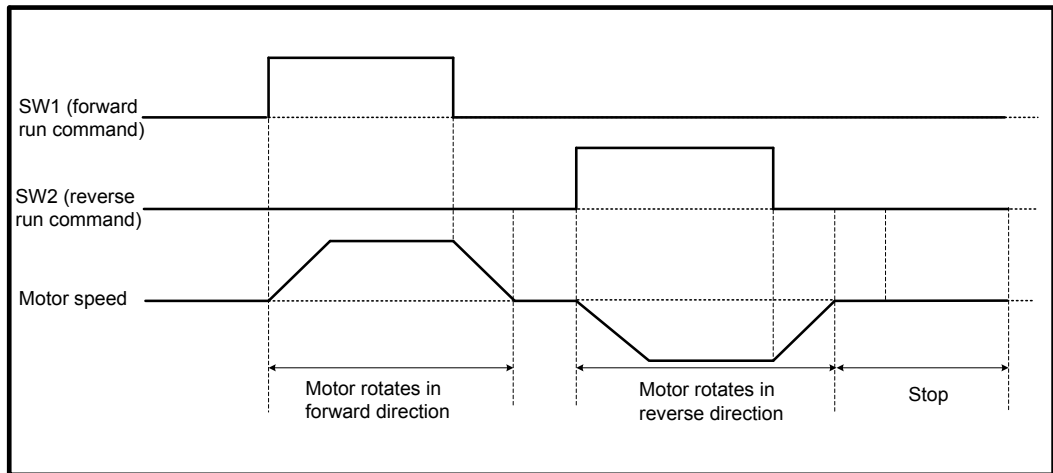 SW1 (forward
run command)
SW2 (reverse
run command)
Motor speed
Motor rotates in
forward direction
Motor rotates in
reverse direction
Stop